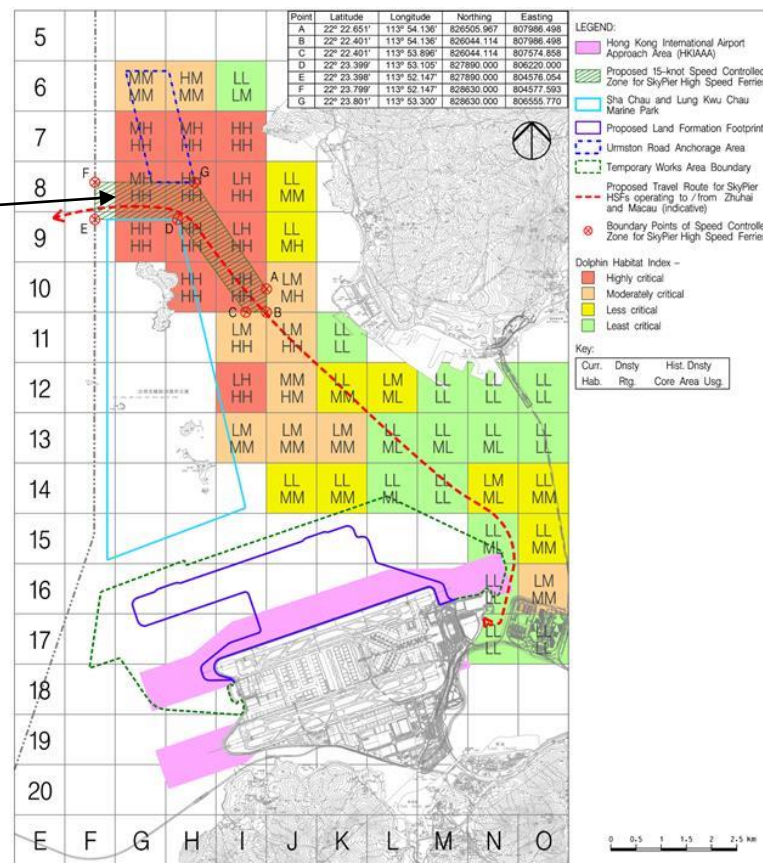 Point Latitude Longitude Northing Easting
A 22° 22.651' 113° 54.136' 826505.967 807986.498
B 22° 22.401' 113° 54.136' 826044.114 807986.498
C 22° 22.401' 113° 53.896' 826044.114 807574.858
D 22° 23.399' 113° 53.105' 827890.000 806220.000
E 22° 23.398' 113° 52.147' 827890.000 804576.054
F 22° 23.799' 113° 52.147' 828630.000 804577.593
G 22° 23.801' 113° 53.300' 828630.000 806555.770
5
6
MM HM LL
MM MM LM
7
MH MH HH
HH HH HH
F G
8
MH HH LH LL
HH HH HH MM
E D
9
HH HH LH LL
HH HH HH MH
A
10
HH HH LM
HH HH MH
C B
11
LM LM LL
HH HH LL
12
LH MM LL LM LL LL LL
HH HM MM ML LL LL LL
13
LM LM LM LL LL LL LL
MM MM MM ML ML ML LL
14
LL LL LL LL LM LL
MM MM ML LL ML MM
15
LL LL
ML MM
16
LL LM
LL MM
17
LL LL
LL LL
18
19
20
E F G H I J K L M N O
LEGEND:
Hong Kong International Airport
Approach Area (HKIAAA)
Proposed 15-knot Speed Controlled
Zone for SkyPier High Speed Ferries
Sha Chau and Lung Kwu Chau
Marine Park
Proposed Land Formation Footprint
Urmston Road Anchorage Area
Temporary Works Area Boundary
Proposed Travel Route for SkyPier
HSFs operating to/from Zhuhai
and Macau (indicative)
Boundary Points of Speed Controlled
Zone for SkyPier High Speed Ferries
Dolphin Habitat Index -
Highly critical
Moderately critical
Less critical
Least critical
Key:
Curr. Dnsty Hist. Dnsty
Hab. Rtg. Core Area Usg.
0 0.5 1 1.5 2 2.5 km